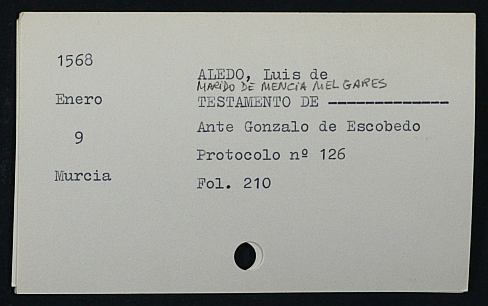 1568
ALEDO, Luis de
MARIDO DE MENCIA MELGARES
Enero
TESTAMENTO DE -------------
9
Ante Gonzalo de Escobedo
Protocolo nº 126
Murcia
Fol. 210